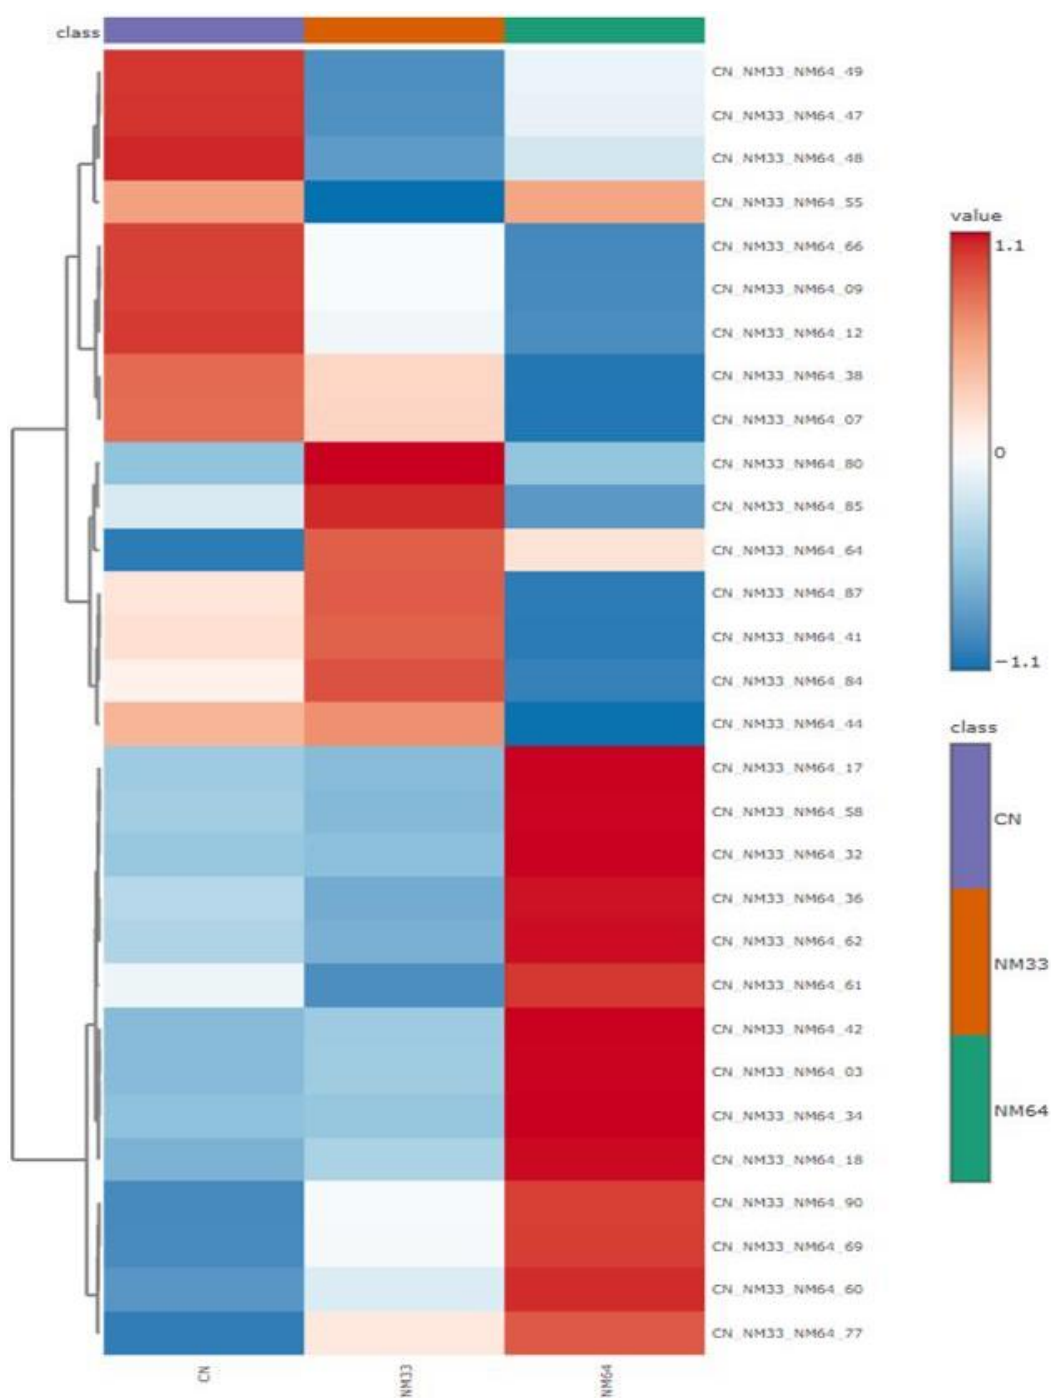 class
CN_NM33_NM64_49
CN_NM33_NM64_47
CN_NM33_NM64_48
CN_NM33_NM64_55
CN_NM33_NM64_66
CN_NM33_NM64_09
CN_NM33_NM64_12
CN_NM33_NM64_38
CN_NM33_NM64_07
CN_NM33_NM64_80
CN_NM33_NM64_85
CN_NM33_NM64_64
CN_NM33_NM64_87
CN_NM33_NM64_41
CN_NM33_NM64_84
CN_NM33_NM64_44
CN_NM33_NM64_17
CN_NM33_NM64_58
CN_NM33_NM64_32
CN_NM33_NM64_36
CN_NM33_NM64_62
CN_NM33_NM64_61
CN_NM33_NM64_42
CN_NM33_NM64_03
CN_NM33_NM64_34
CN_NM33_NM64_18
CN_NM33_NM64_90
CN_NM33_NM64_69
CN_NM33_NM64_60
CN_NM33_NM64_77
CN
NM33
NM64
value
1.1
0
−1.1
class
CN
NM33
NM64